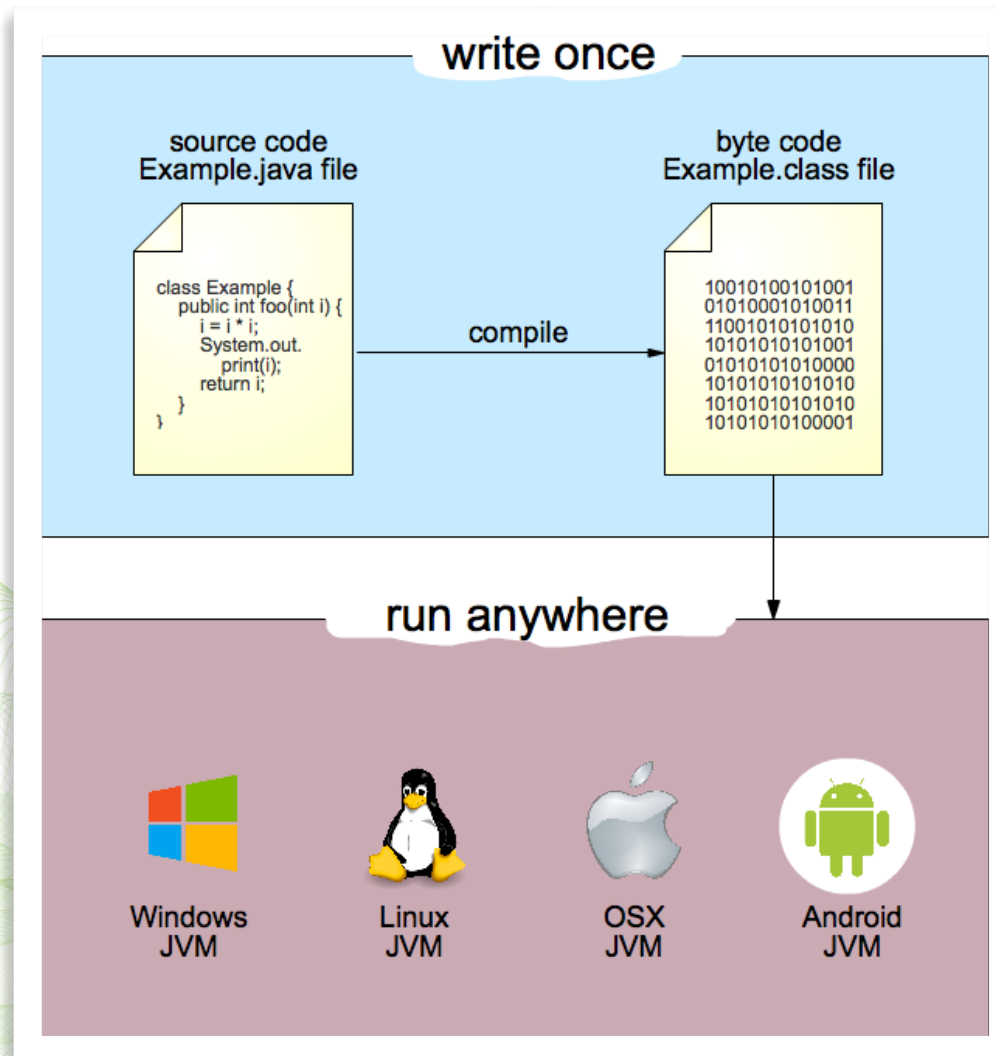 write once
source code
Example.java file
class Example {
public int foo(int i) {
i = i * i;
System.out.
print(i);
return i;
}
}
compile
byte code
Example.class file
10010100101001
01010001010011
11001010101010
10101010101001
01010101010000
10101010101010
10101010101010
10101010100001
run anywhere
Windows
JVM
Linux
JVM
OSX
JVM
Android
JVM